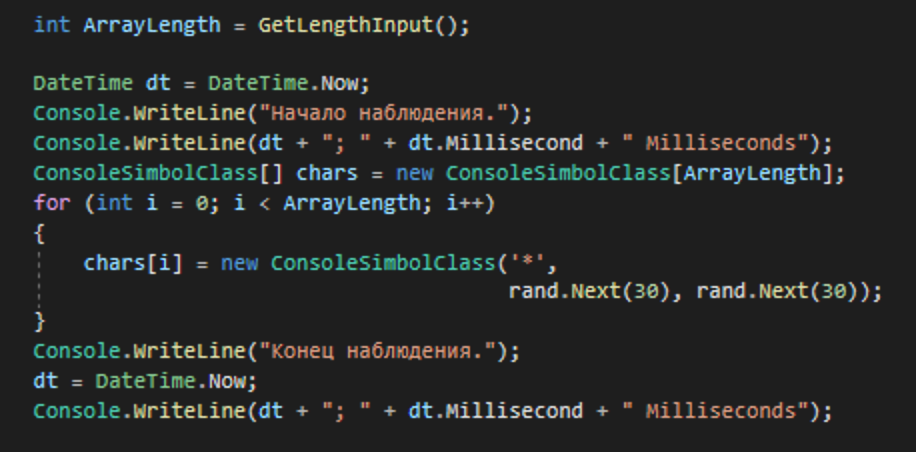 int ArrayLength = GetLengthInput();
DateTime dt = DateTime.Now;
Console.WriteLine("Начало наблюдения.");
Console.WriteLine(dt + "; " + dt.Millisecond + " Milliseconds");
ConsoleSimbolClass[] chars = new ConsoleSimbolClass[ArrayLength];
for (int i = 0; i < ArrayLength; i++)
{
chars[i] = new ConsoleSimbolClass('*',
rand.Next(30), rand.Next(30));
}
Console.WriteLine("Конец наблюдения.");
dt = DateTime.Now;
Console.WriteLine(dt + "; " + dt.Millisecond + " Milliseconds");